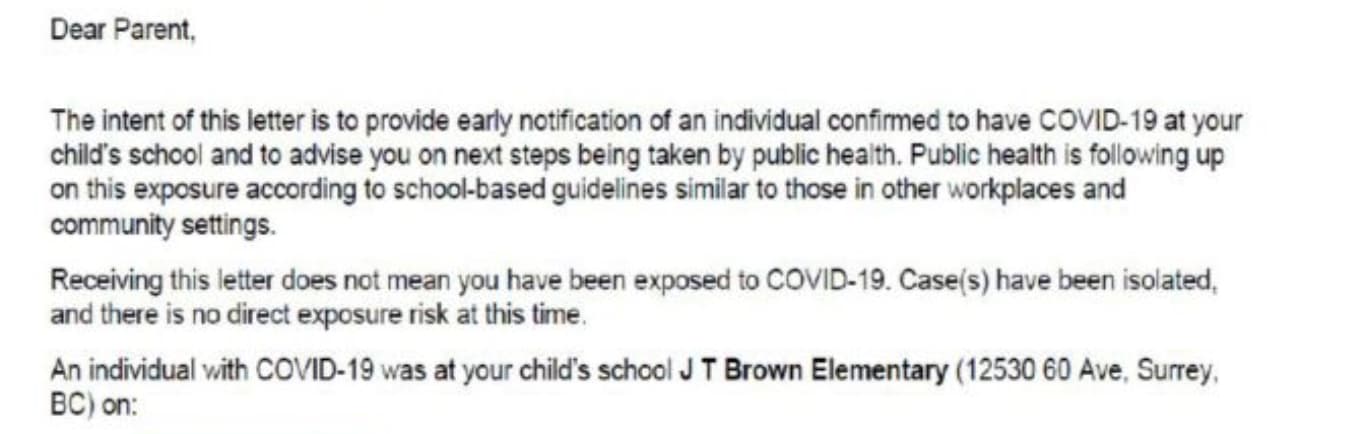 Dear Parent,
The intent of this letter is to provide early notification of an individual confirmed to have COVID-19 at your
child's school and to advise you on next steps being taken by public health. Public health is following up
on this exposure according to school-based guidelines similar to those in other workplaces and
community settings.
Receiving this letter does not mean you have been exposed to COVID-19. Case(s) have been isolated,
and there is no direct exposure risk at this time.
An individual with COVID-19 was at your child's school J T Brown Elementary (12530 60 Ave, Surrey,
BC) on: